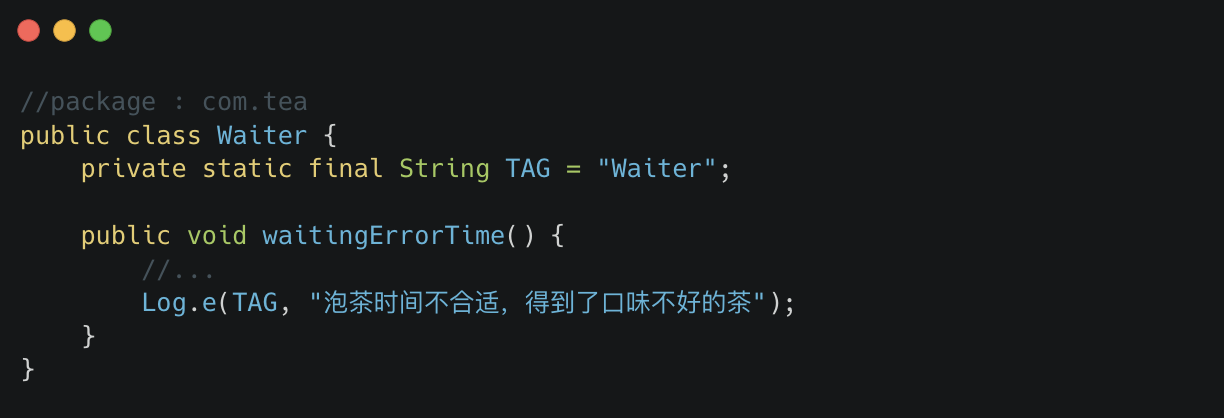 //package : com.tea
public class Waiter {
    private static final String TAG = "Waiter";

    public void waitingErrorTime() {
        //...
        Log.e(TAG, "泡茶时间不合适，得到了口味不好的茶");
    }
}